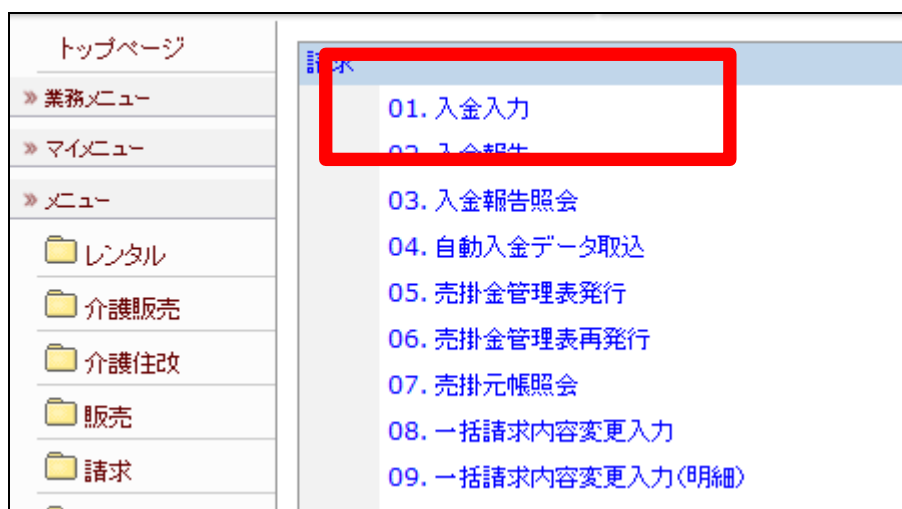 トップページ
» 業務メニュー
» マイメニュー
» メニュー
レンタル
介護販売
介護住改
販売
請求
請求
01. 入金入力
02. 入金報告
03. 入金報告照会
04. 自動入金データ取込
05. 売掛金管理表発行
06. 売掛金管理表再発行
07. 売掛元帳照会
08. 一括請求内容変更入力
09. 一括請求内容変更入力(明細)